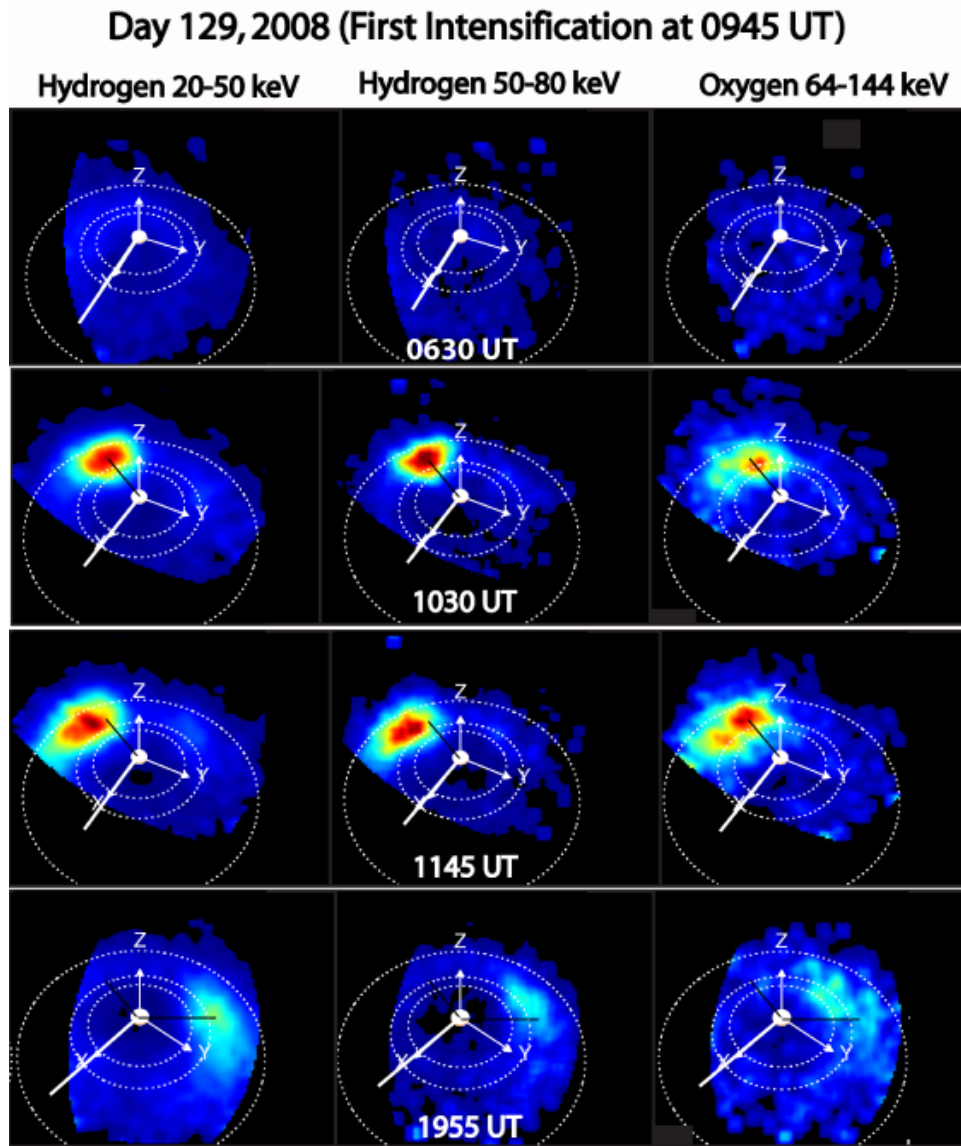 Day 129, 2008 (First Intensification at 0945 UT)
Hydrogen 20-50 keV Hydrogen 50-80 keV Oxygen 64-144 keV
Z Z Z
Y Y Y
X X X
0630 UT
Z Z Z
Y Y Y
X X X
1030 UT
Z Z Z
Y Y Y
X X X
1145 UT
Z Z Z
Y Y Y
X X X
1955 UT